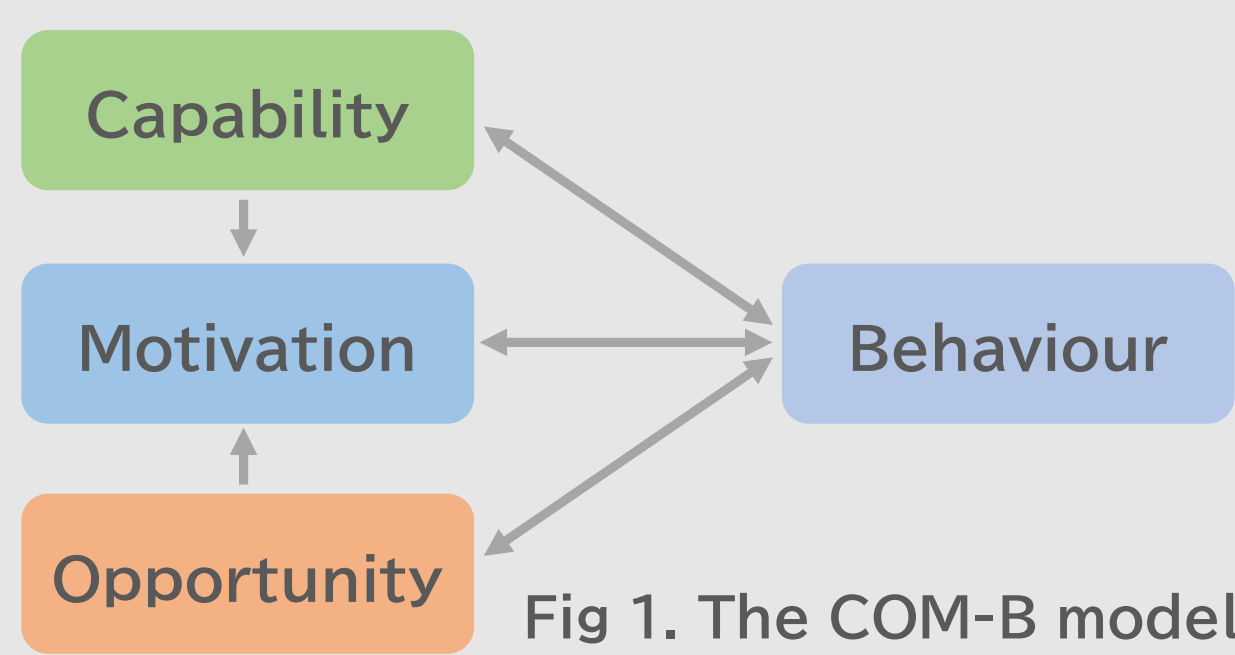 Capability
Motivation
Behaviour
Opportunity
Fig 1. The COM-B model